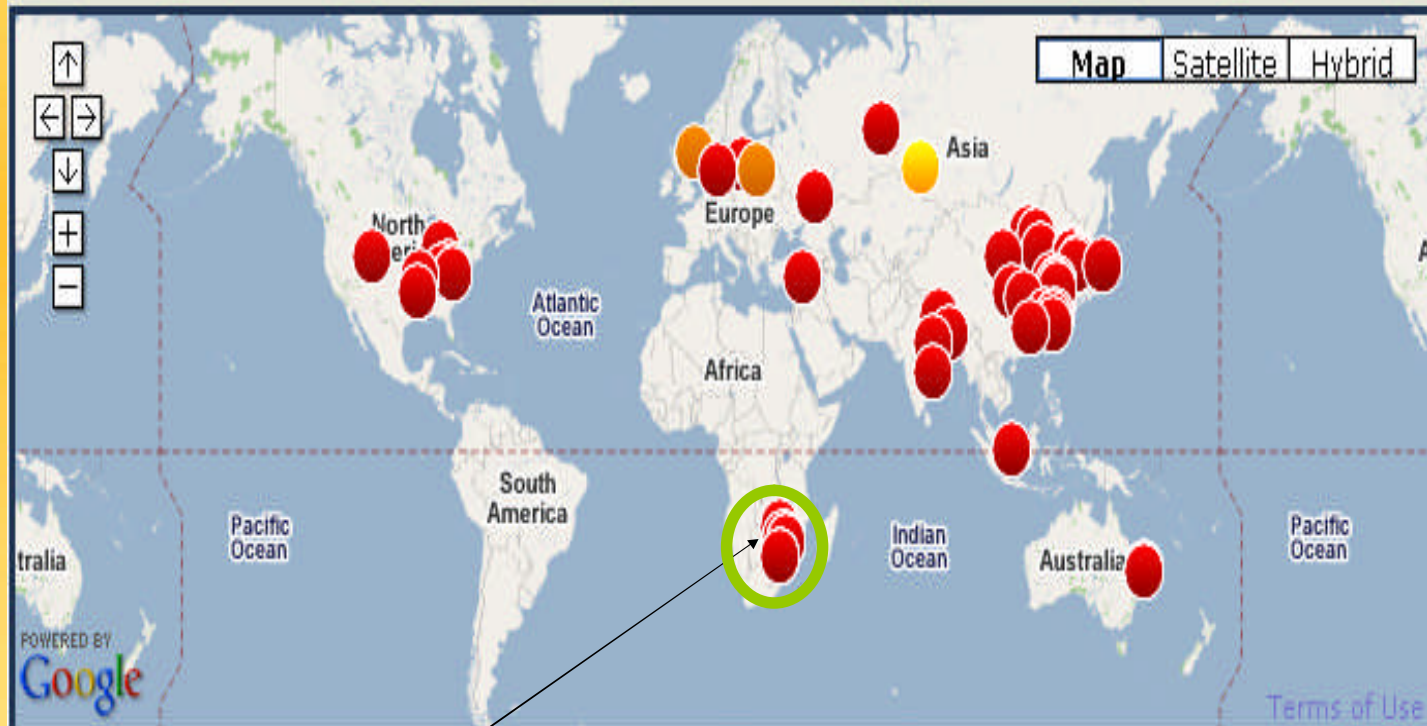 Map Satellite Hybrid
Asia
North
Europe
Atlantic
Ocean
Africa
South
America
Pacific
Ocean
Indian
Ocean
Pacific
Ocean
tralia
Australia
POWERED BY
Google
Terms of Use